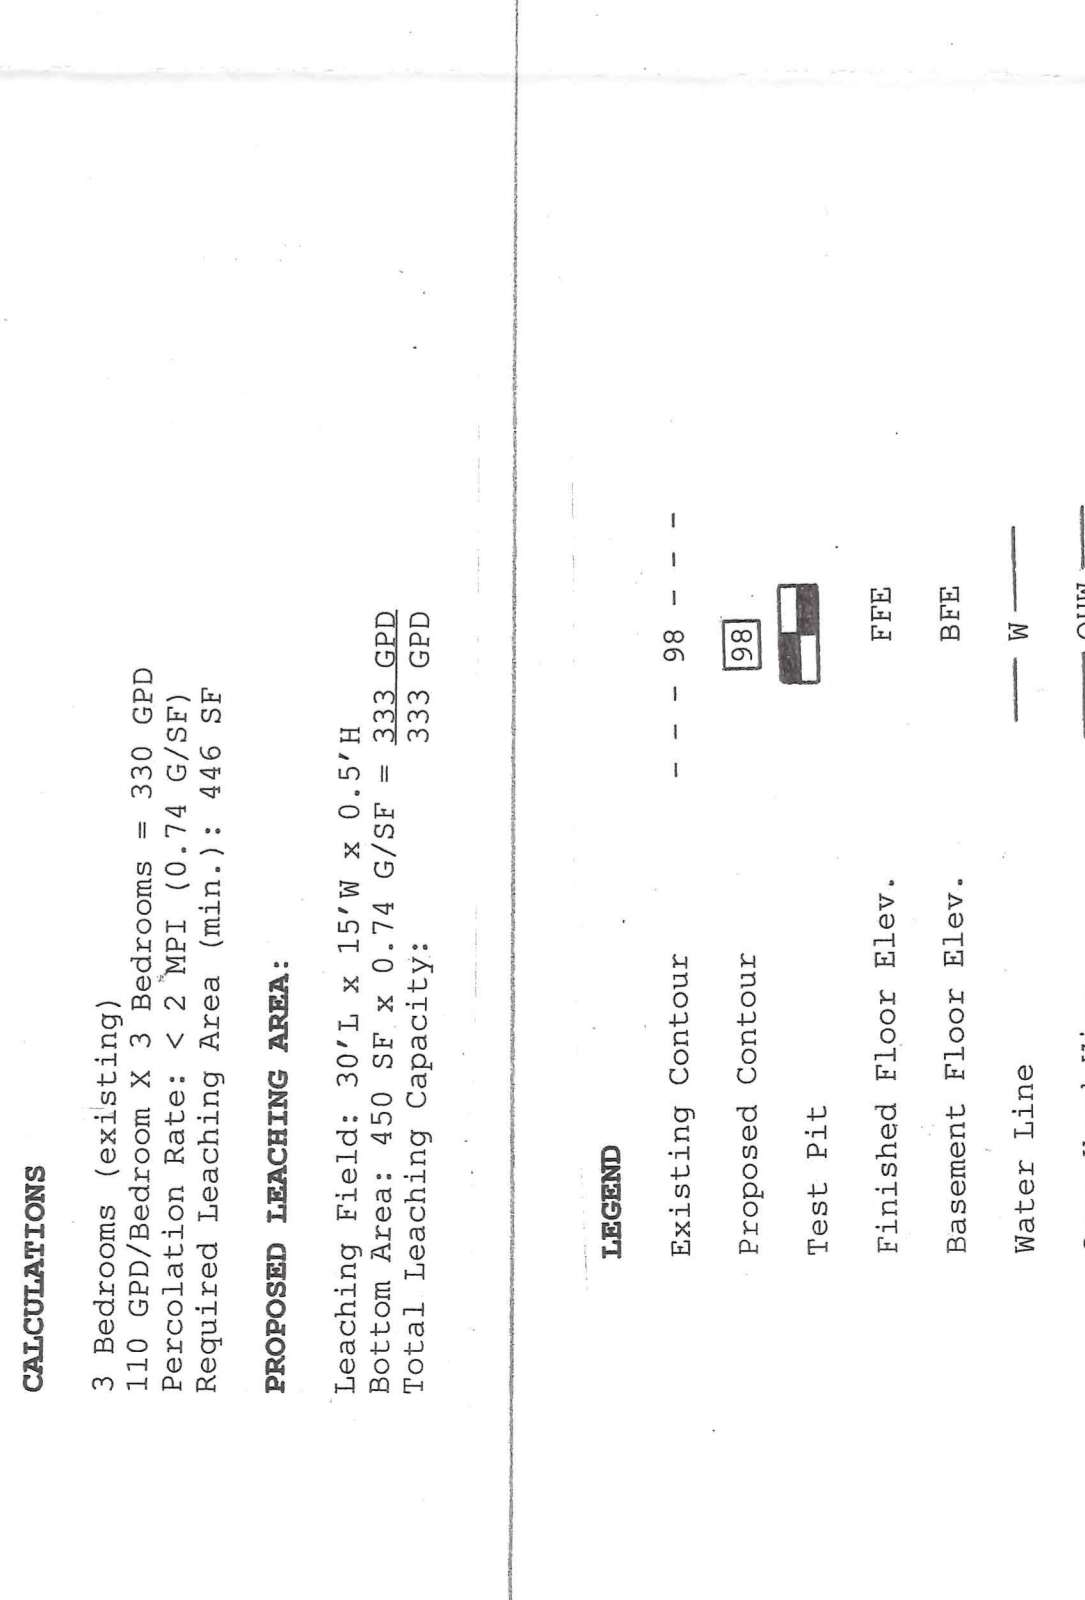 CALCULATIONS
3 Bedrooms (existing)
110 GPD/Bedroom X 3 Bedrooms = 330 GPD
Percolation Rate: < 2 MPI (0.74 G/SF)
Required Leaching Area (min.): 446 SF
PROPOSED LEACHING AREA:
Leaching Field: 30'L x 15'W x 0.5'H
Bottom Area: 450 SF x 0.74 G/SF = 333 GPD
Total Leaching Capacity: 333 GPD
LEGEND
Existing Contour - - - 98 - - - -
Proposed Contour 98
Test Pit
Finished Floor Elev. FFE
Basement Floor Elev. BFE
Water Line W